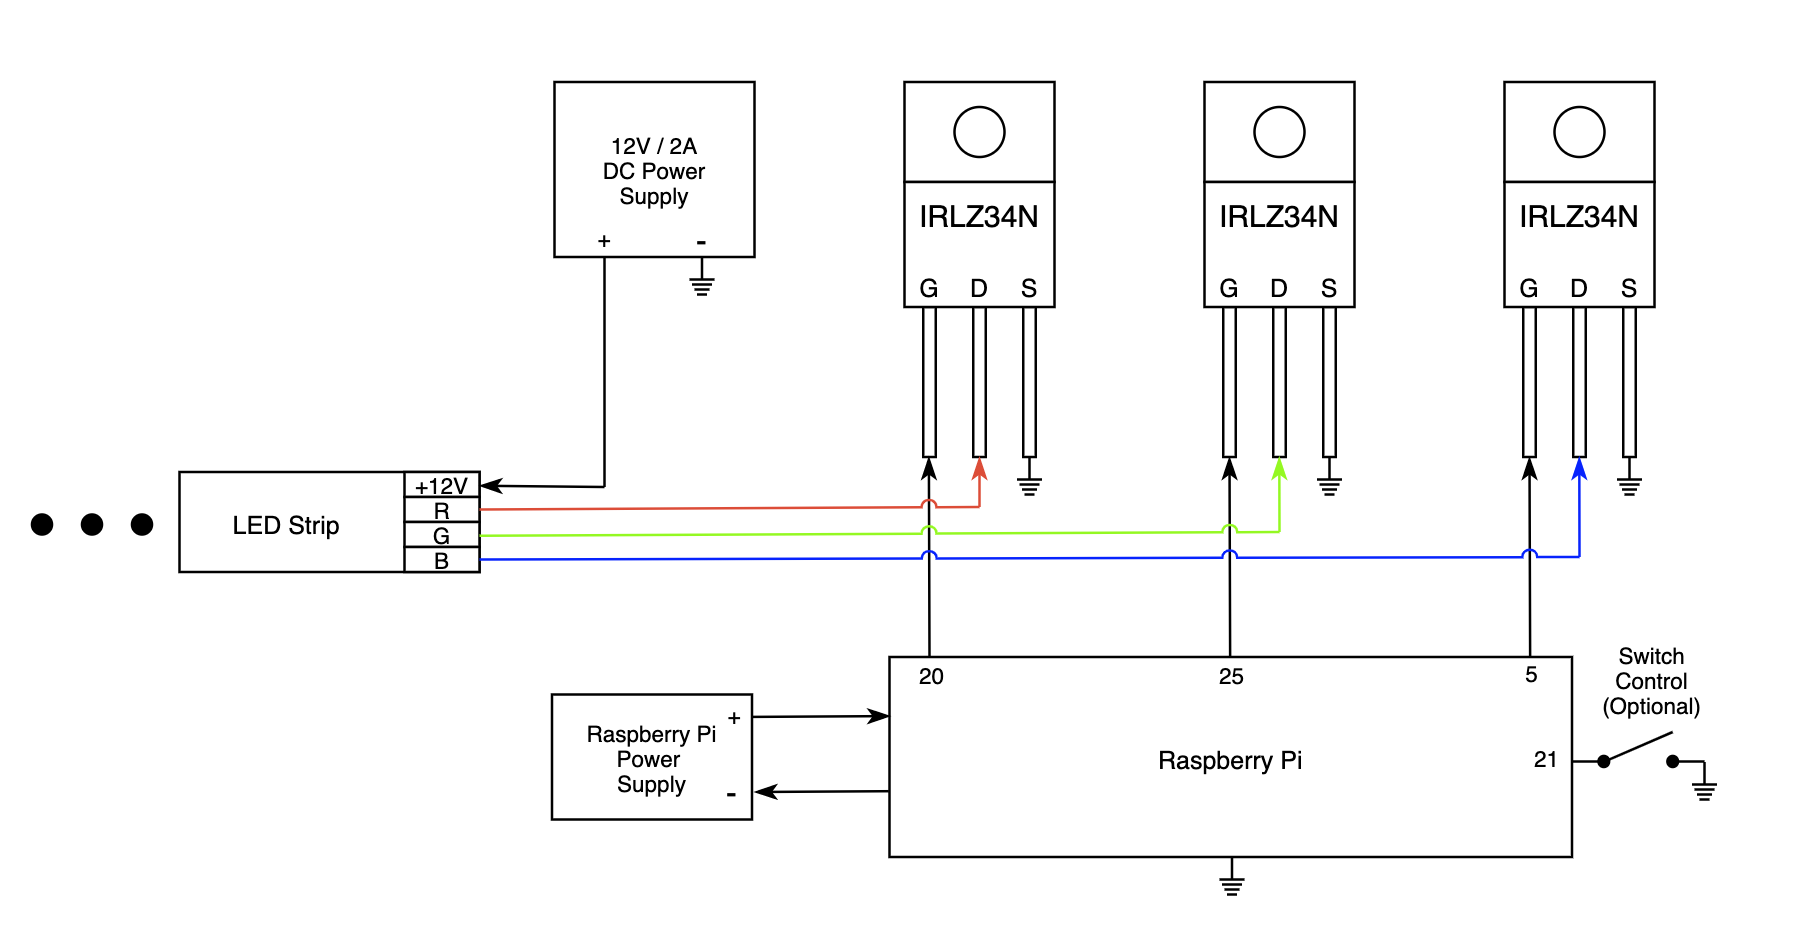 12V / 2A
DC Power
Supply
+ -
IRLZ34N
G D S
IRLZ34N
G D S
IRLZ34N
G D S
LED Strip
+12V
R
G
B
Raspberry Pi
Power
Supply
+
-
20 25 5
Raspberry Pi
21
Switch
Control
(Optional)